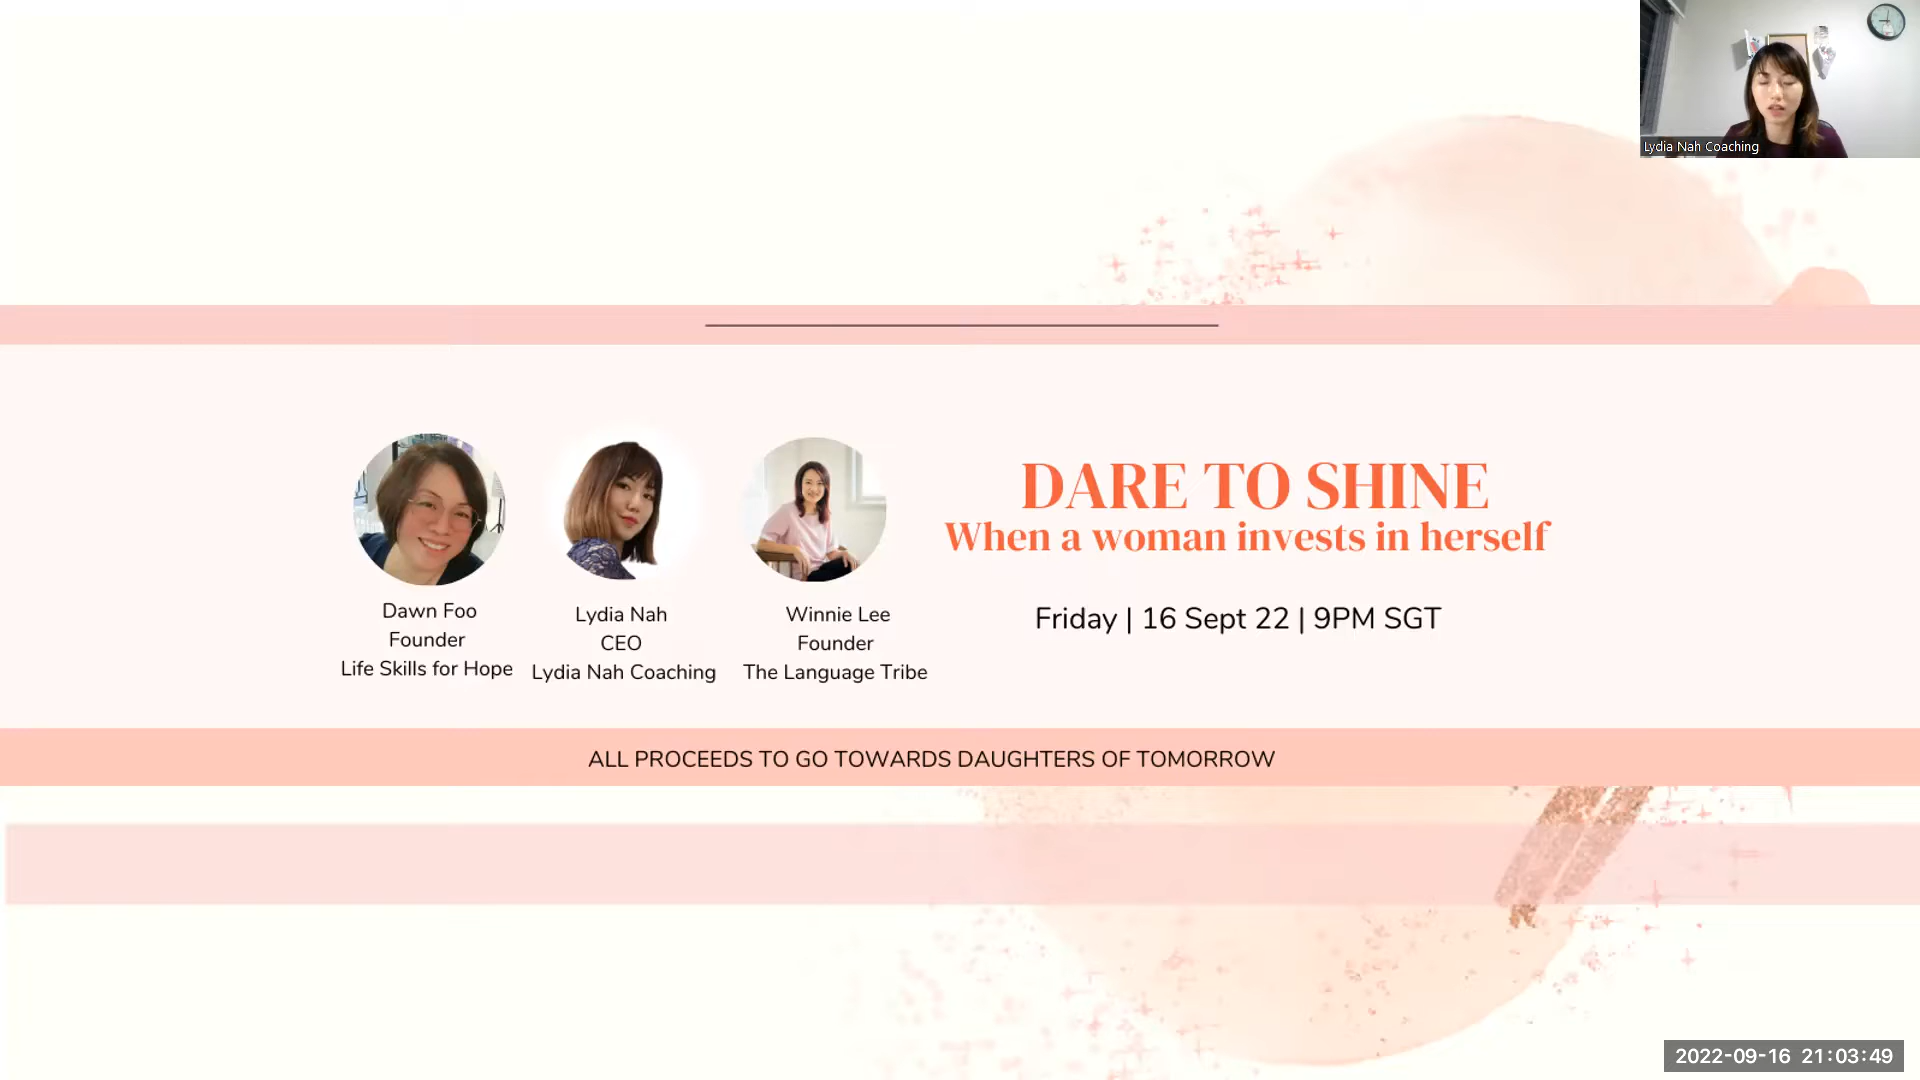 Lydia Nah Coaching
Dawn Foo
Founder
Life Skills for Hope
Lydia Nah
CEO
Lydia Nah Coaching
Winnie Lee
Founder
The Language Tribe
DARE TO SHINE
When a woman invests in herself
Friday | 16 Sept 22 | 9PM SGT
ALL PROCEEDS TO GO TOWARDS DAUGHTERS OF TOMORROW
2022-09-16 21:03:49